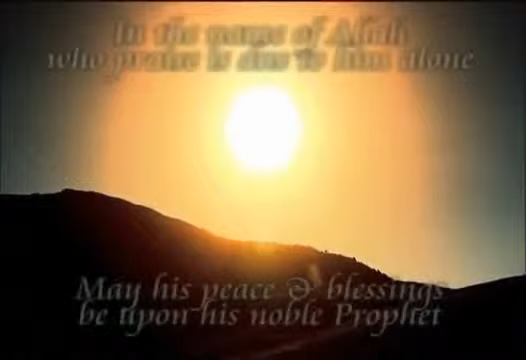 In the name of Allah
who praise is due to him alone
May his peace & blessings
be upon his noble Prophet